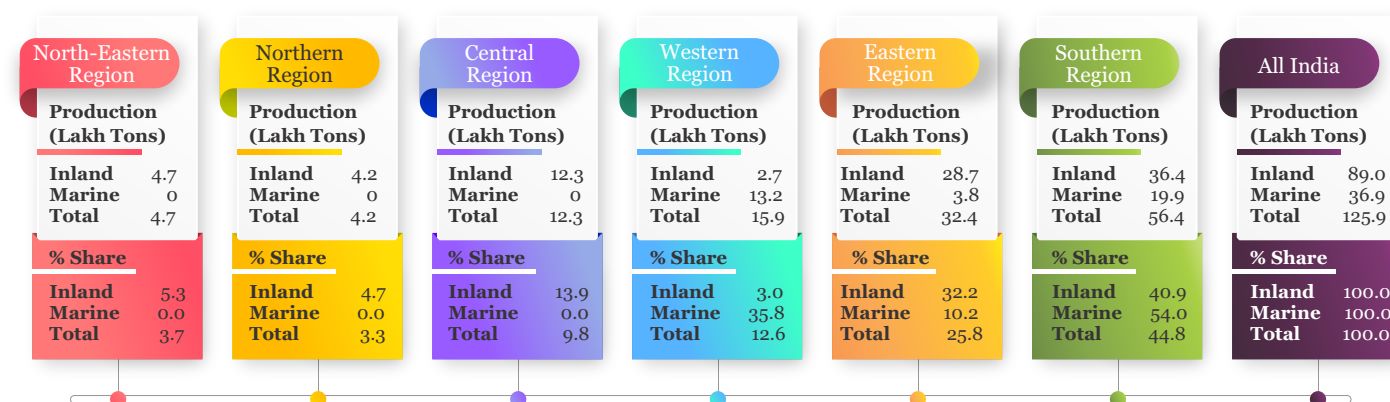 North-Eastern
Region
Production
(Lakh Tons)
Inland 4.7
Marine 0
Total 4.7
% Share
Inland 5.3
Marine 0.0
Total 3.7
Northern
Region
Production
(Lakh Tons)
Inland 4.2
Marine 0
Total 4.2
% Share
Inland 4.7
Marine 0.0
Total 3.3
Central
Region
Production
(Lakh Tons)
Inland 12.3
Marine 0
Total 12.3
% Share
Inland 13.9
Marine 0.0
Total 9.8
Western
Region
Production
(Lakh Tons)
Inland 2.7
Marine 13.2
Total 15.9
% Share
Inland 3.0
Marine 35.8
Total 12.6
Eastern
Region
Production
(Lakh Tons)
Inland 28.7
Marine 3.8
Total 32.4
% Share
Inland 32.2
Marine 10.2
Total 25.8
Southern
Region
Production
(Lakh Tons)
Inland 36.4
Marine 19.9
Total 56.4
% Share
Inland 40.9
Marine 54.0
Total 44.8
All India
Production
(Lakh Tons)
Inland 89.0
Marine 36.9
Total 125.9
% Share
Inland 100.0
Marine 100.0
Total 100.0